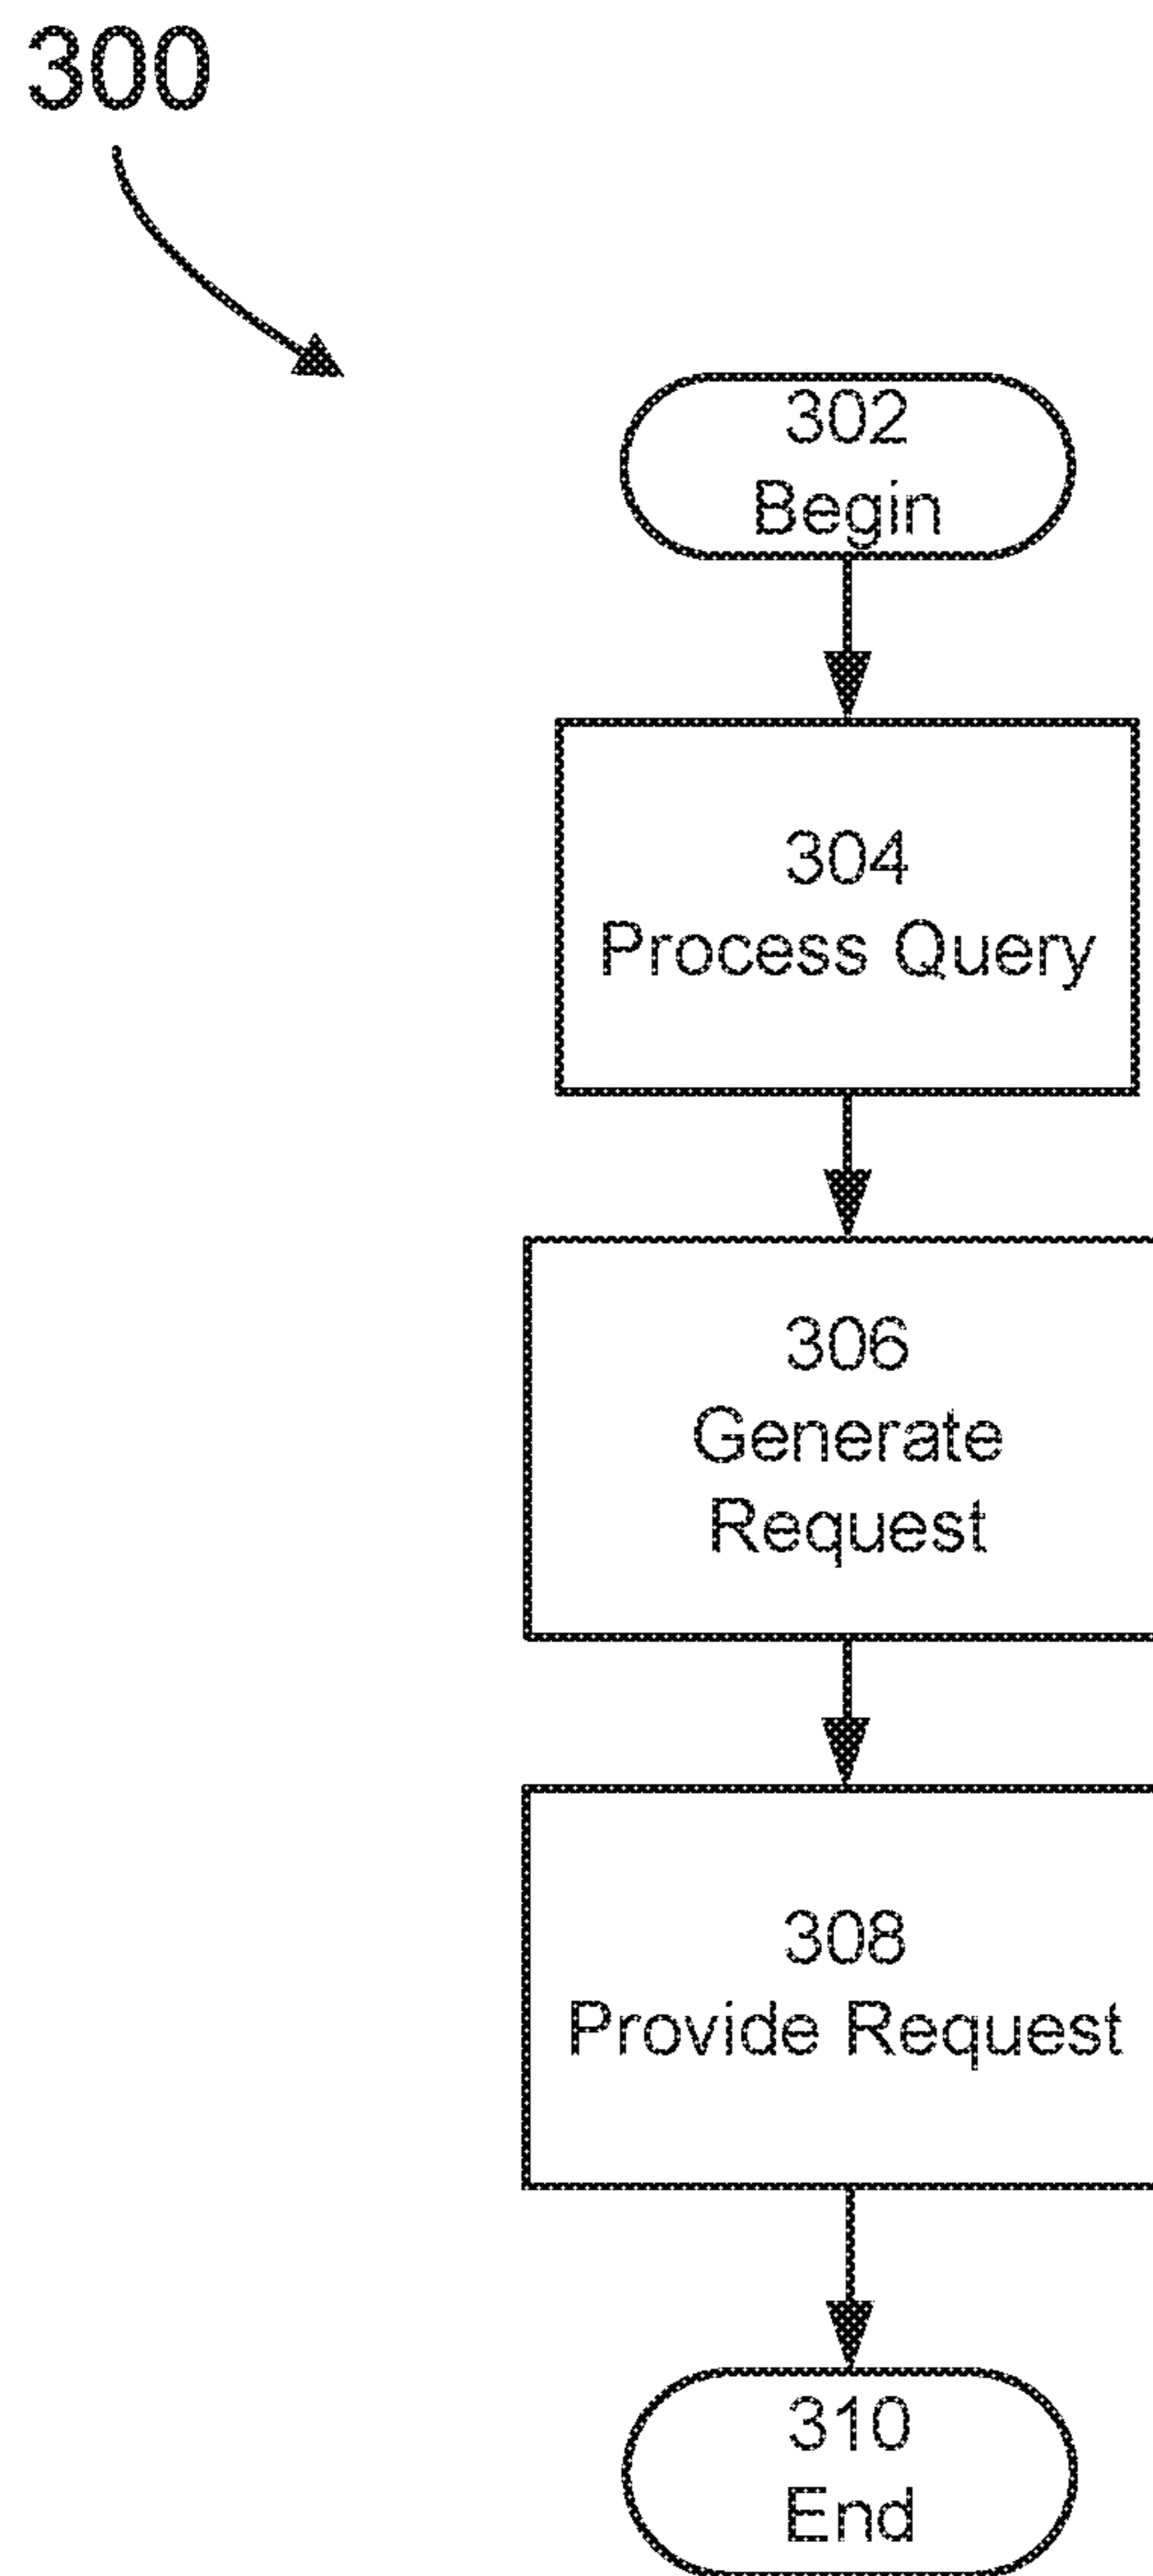 300
302
Begin
304
Process Query
306
Generate
Request
308
Provide Request
310
End